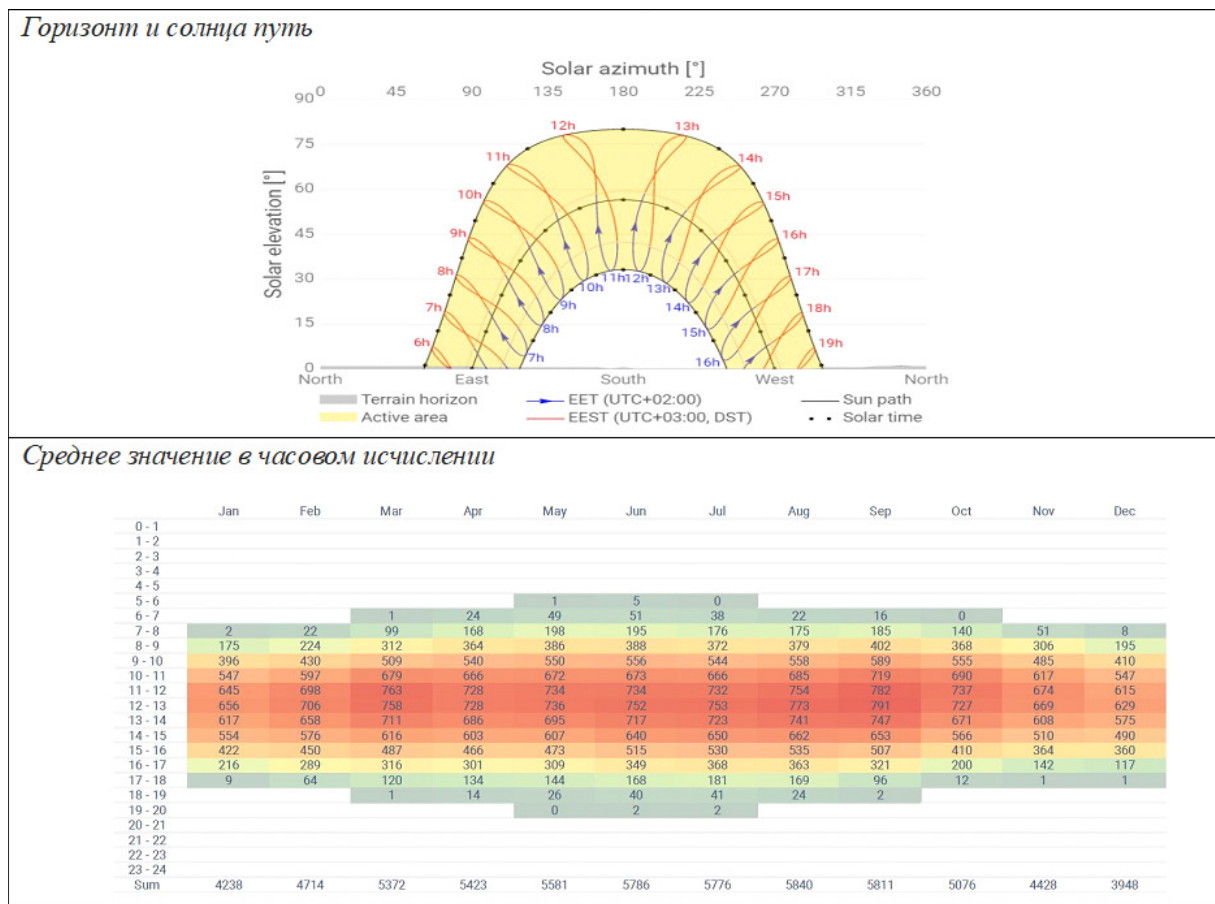 Горизонт и солнца путь
Solar azimuth [°]
0 45 90 135 180 225 270 315 360
90
75
60
45
30
15
0
Solar elevation [°]
12h 13h
11h 14h
10h 15h
9h 16h
8h 17h
7h 18h
6h 19h
10h 11h 12h 13h
9h 14h
8h 15h
7h 16h
North East South West North
Terrain horizon EET (UTC+02:00) Sun path
Active area EEST (UTC+03:00, DST) Solar time
Среднее значение в часовом исчислении
Jan Feb Mar Apr May Jun Jul Aug Sep Oct Nov Dec
0 - 1
1 - 2
2 - 3
3 - 4
4 - 5
5 - 6 1 5 0
6 - 7 1 24 49 51 38 22 16 0
7 - 8 2 22 99 168 198 195 176 175 185 140 51 8
8 - 9 175 224 312 364 386 388 372 379 402 368 306 195
9 - 10 396 430 509 540 550 556 544 558 589 555 485 410
10 - 11 547 597 679 666 672 673 666 685 719 690 617 547
11 - 12 645 698 763 728 734 734 732 754 782 737 674 615
12 - 13 656 706 758 728 736 752 753 773 791 727 669 629
13 - 14 617 658 711 686 695 717 723 741 747 671 608 575
14 - 15 554 576 616 603 607 640 650 662 653 566 510 490
15 - 16 422 450 487 466 473 515 530 535 507 410 364 360
16 - 17 216 289 316 301 309 349 368 363 321 200 142 117
17 - 18 9 64 120 134 144 168 181 169 96 12 1 1
18 - 19 1 14 26 40 41 24 2
19 - 20 0 2 2
20 - 21
21 - 22
22 - 23
23 - 24
Sum 4238 4714 5372 5423 5581 5786 5776 5840 5811 5076 4428 3948